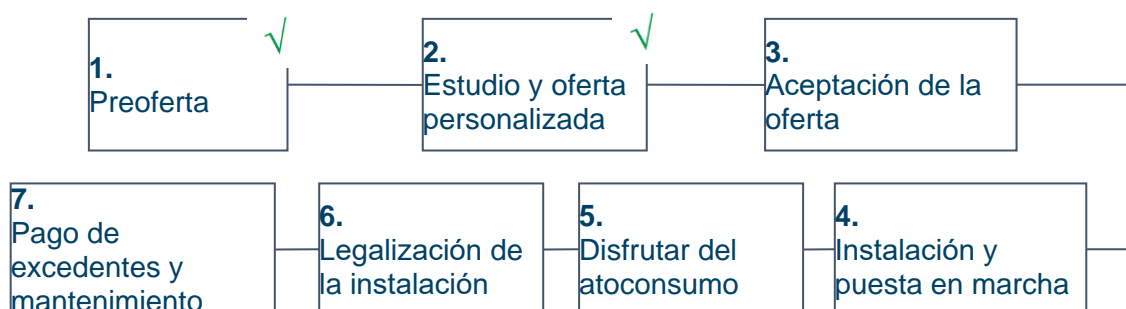 1.
Preoferta
√
2.
Estudio y oferta
personalizada
√
3.
Aceptación de la
oferta
7.
Pago de
excedentes y
mantenimiento
6.
Legalización de
la instalación
5.
Disfrutar del
atoconsumo
4.
Instalación y
puesta en marcha